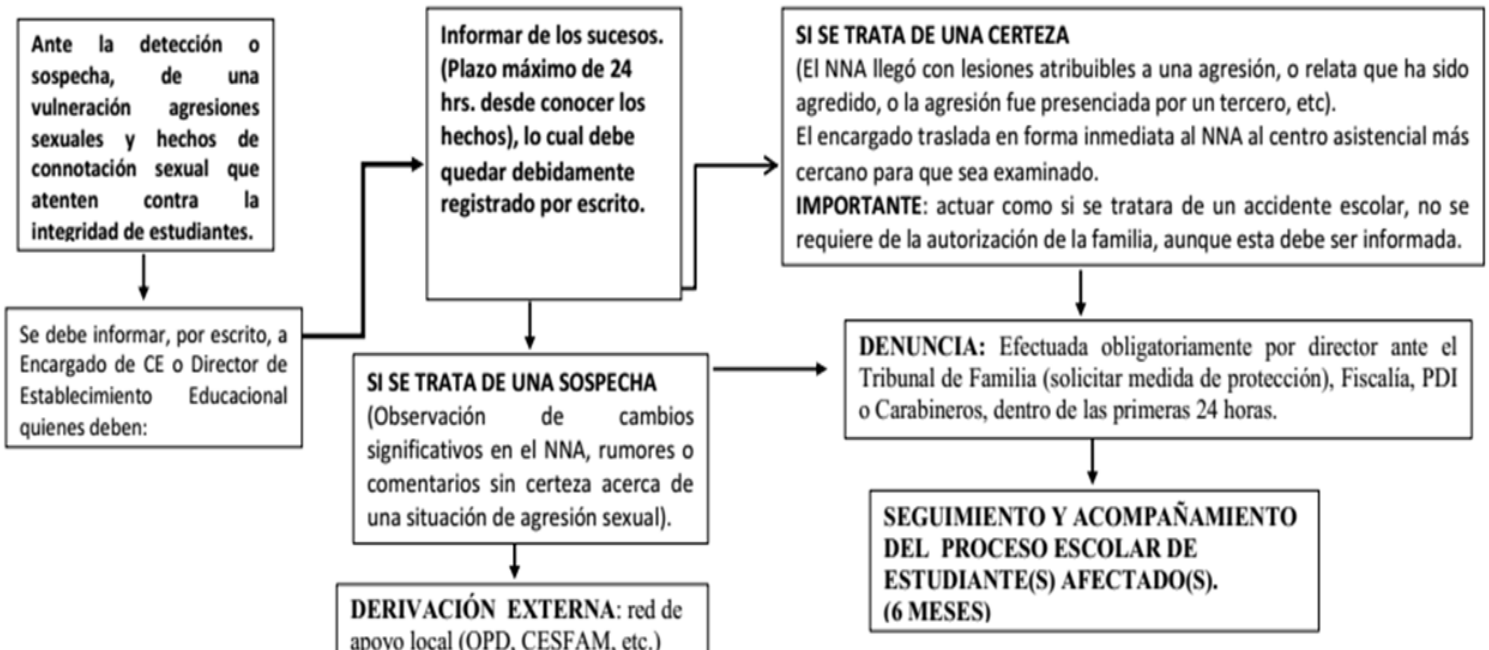 Ante la detección o
sospecha, de una
vulneración agresiones
sexuales y hechos de
connotación sexual que
atenten contra la
integridad de estudiantes.
Se debe informar, por escrito, a
Encargado de CE o Director de
Establecimiento Educacional
quienes deben:
Informar de los sucesos.
(Plazo máximo de 24
hrs. desde conocer los
hechos), lo cual debe
quedar debidamente
registrado por escrito.
SI SE TRATA DE UNA CERTEZA
(El NNA llegó con lesiones atribuibles a una agresión, o relata que ha sido
agredido, o la agresión fue presenciada por un tercero, etc).
El encargado traslada en forma inmediata al NNA al centro asistencial más
cercano para que sea examinado.
IMPORTANTE: actuar como si se tratara de un accidente escolar, no se
requiere de la autorización de la familia, aunque esta debe ser informada.
SI SE TRATA DE UNA SOSPECHA
(Observación de cambios
significativos en el NNA, rumores o
comentarios sin certeza acerca de
una situación de agresión sexual).
DENUNCIA: Efectuada obligatoriamente por director ante el
Tribunal de Familia (solicitar medida de protección), Fiscalía, PDI
o Carabineros, dentro de las primeras 24 horas.
DERIVACIÓN EXTERNA: red de
apoyo local (OPD, CESFAM, etc.)
SEGUIMIENTO Y ACOMPAÑAMIENTO
DEL PROCESO ESCOLAR DE
ESTUDIANTE(S) AFECTADO(S).
(6 MESES)